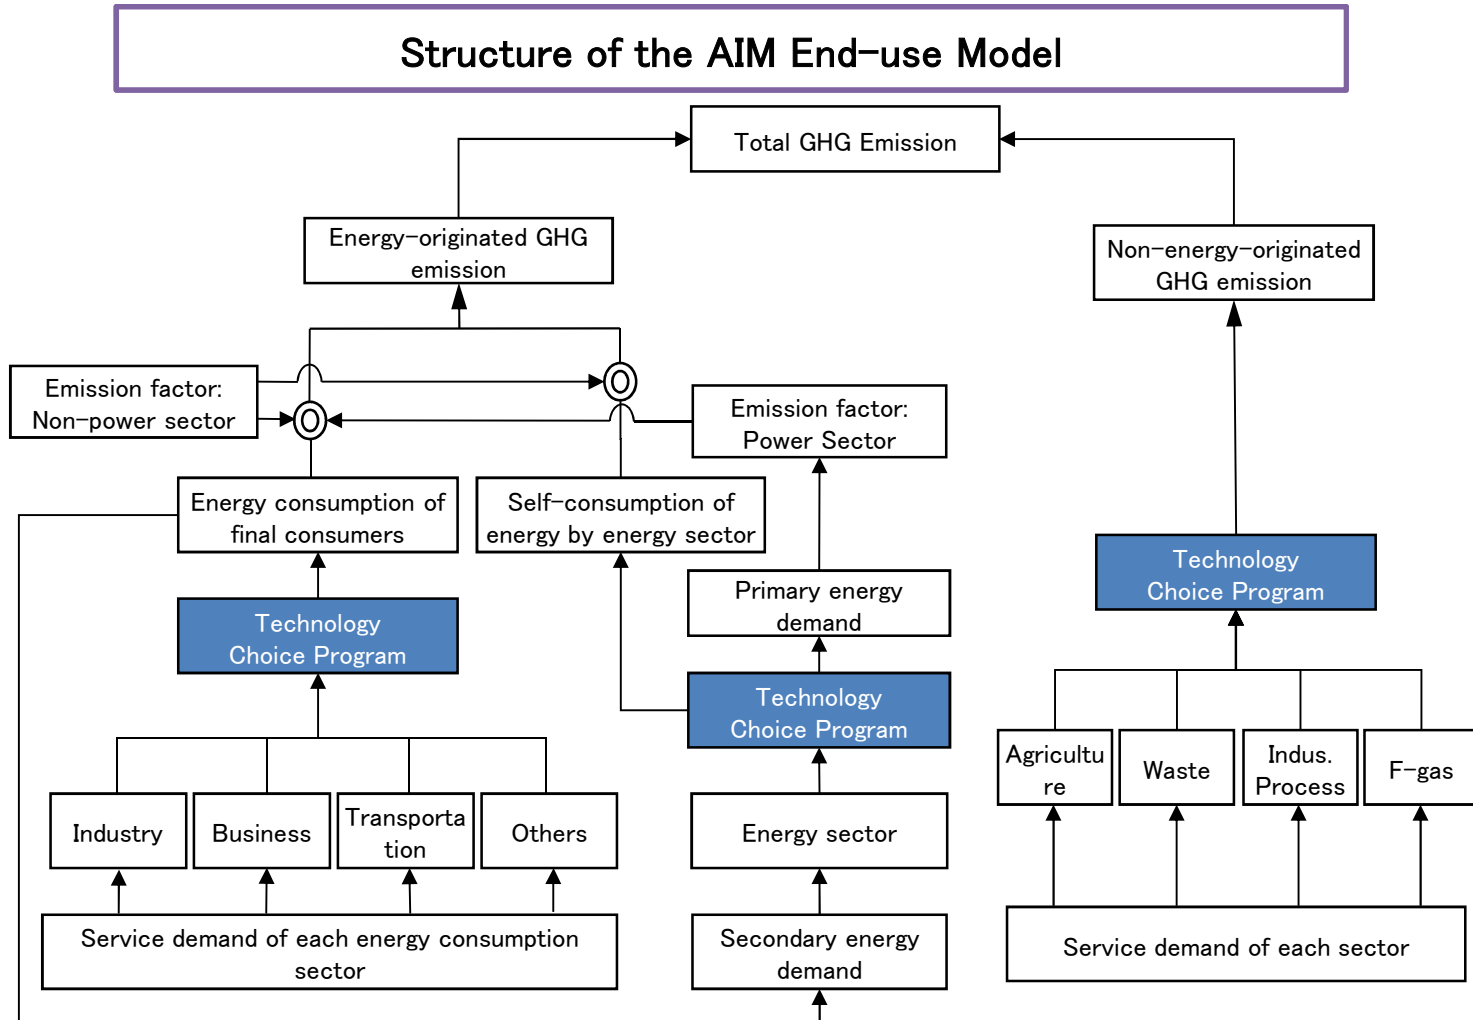 Structure of the AIM End-use Model
Total GHG Emission
Energy-originated GHG
emission
Non-energy-originated
GHG emission
Emission factor:
Non-power sector
Emission factor:
Power Sector
Energy consumption of
final consumers
Self-consumption of
energy by energy sector
Technology
Choice Program
Primary energy
demand
Technology
Choice Program
Technology
Choice Program
Agricultu
re
Waste
Indus.
Process
F-gas
Industry
Business
Transporta
tion
Others
Energy sector
Service demand of each energy consumption
sector
Secondary energy
demand
Service demand of each sector